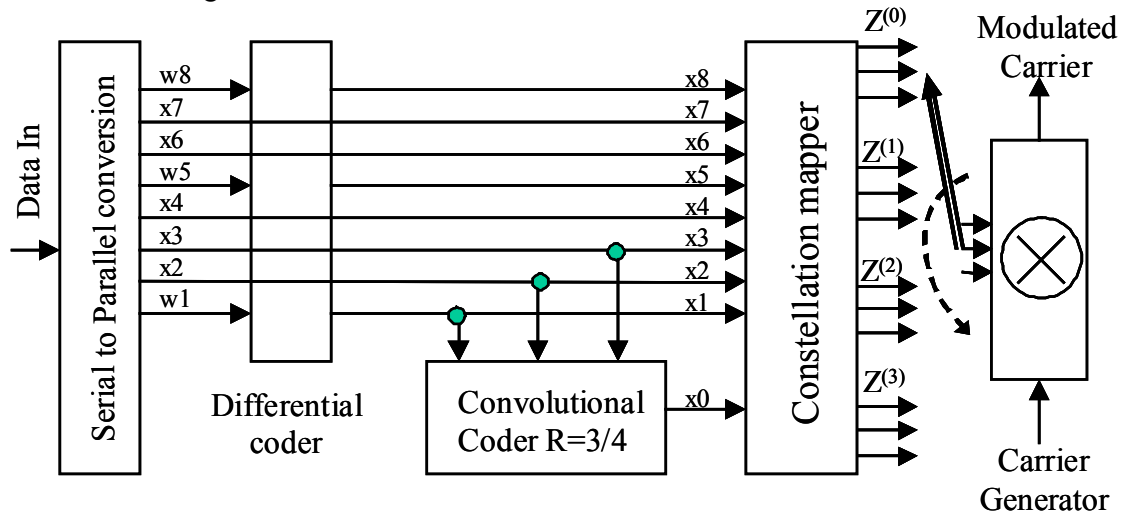 Data In
Serial to Parallel conversion
w8
x7
x6
w5
x4
x3
x2
w1
Differential
coder
x8
x7
x6
x5
x4
x3
x2
x1
x0
Convolutional
Coder R=3/4
Constellation mapper
Z(0)
Z(1)
Z(2)
Z(3)
Modulated
Carrier
Carrier
Generator